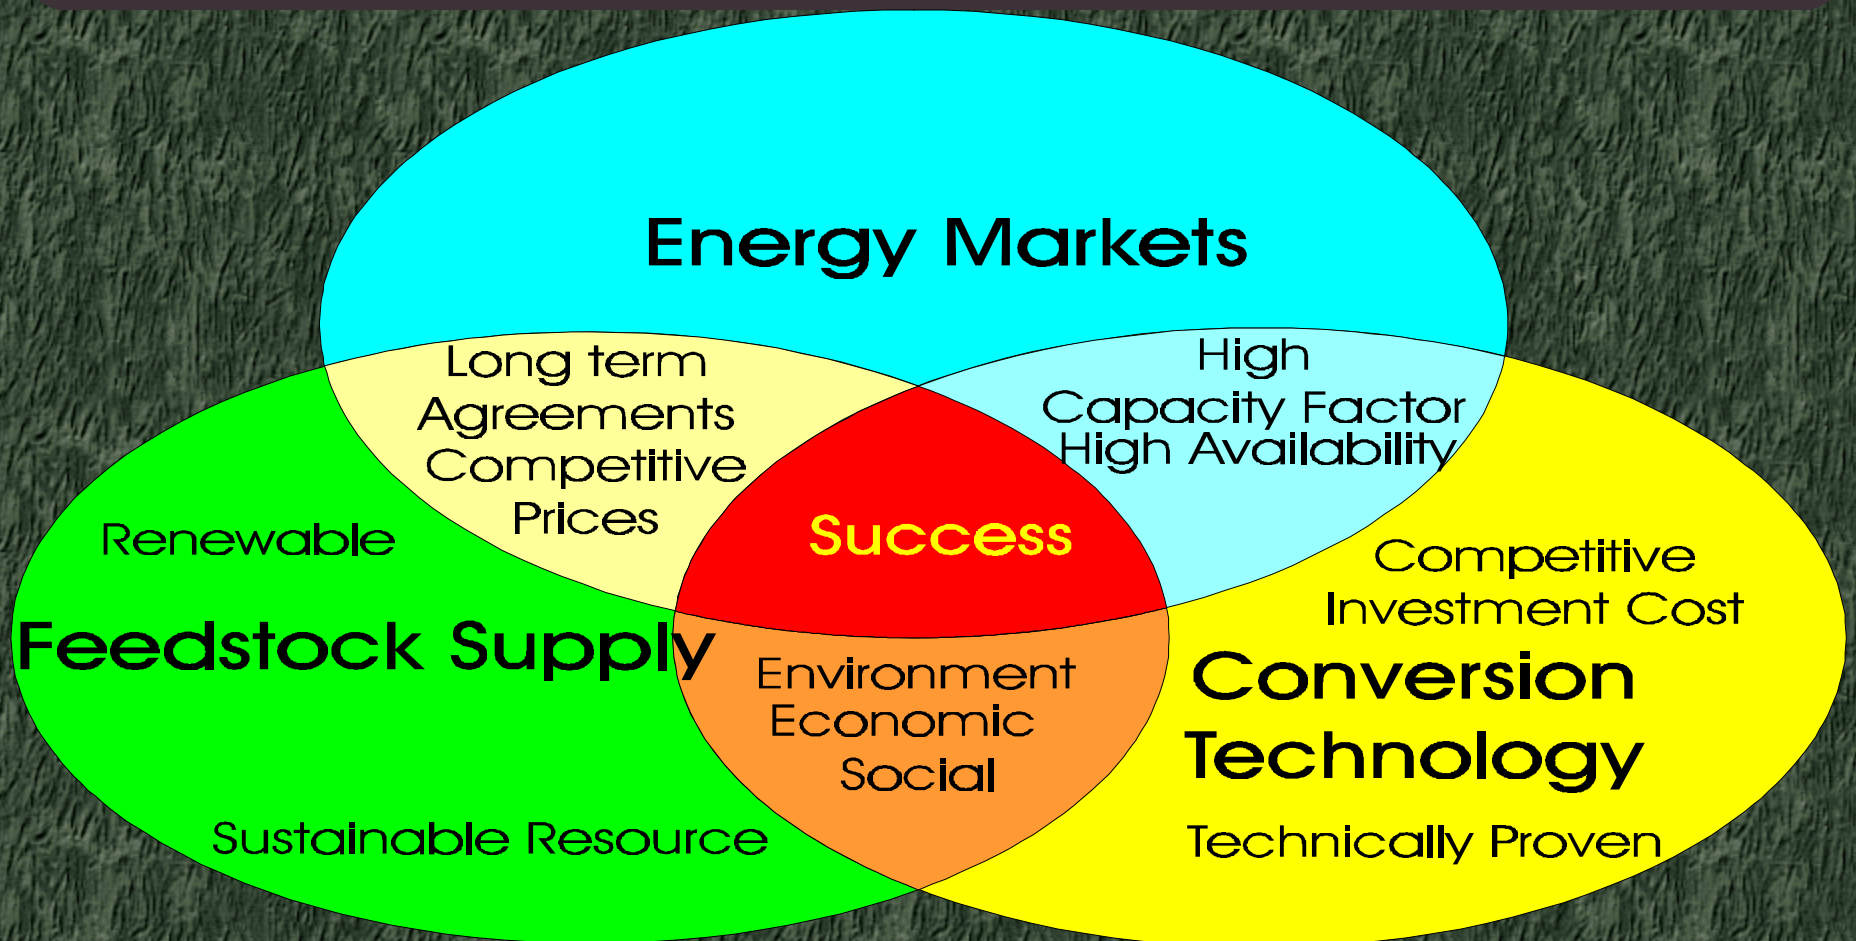 Energy Markets
Long term
Agreements
Competitive
Prices
High
Capacity Factor
High Availability
Success
Renewable
Feedstock Supply
Sustainable Resource
Environment
Economic
Social
Competitive
Investment Cost
Conversion
Technology
Technically Proven